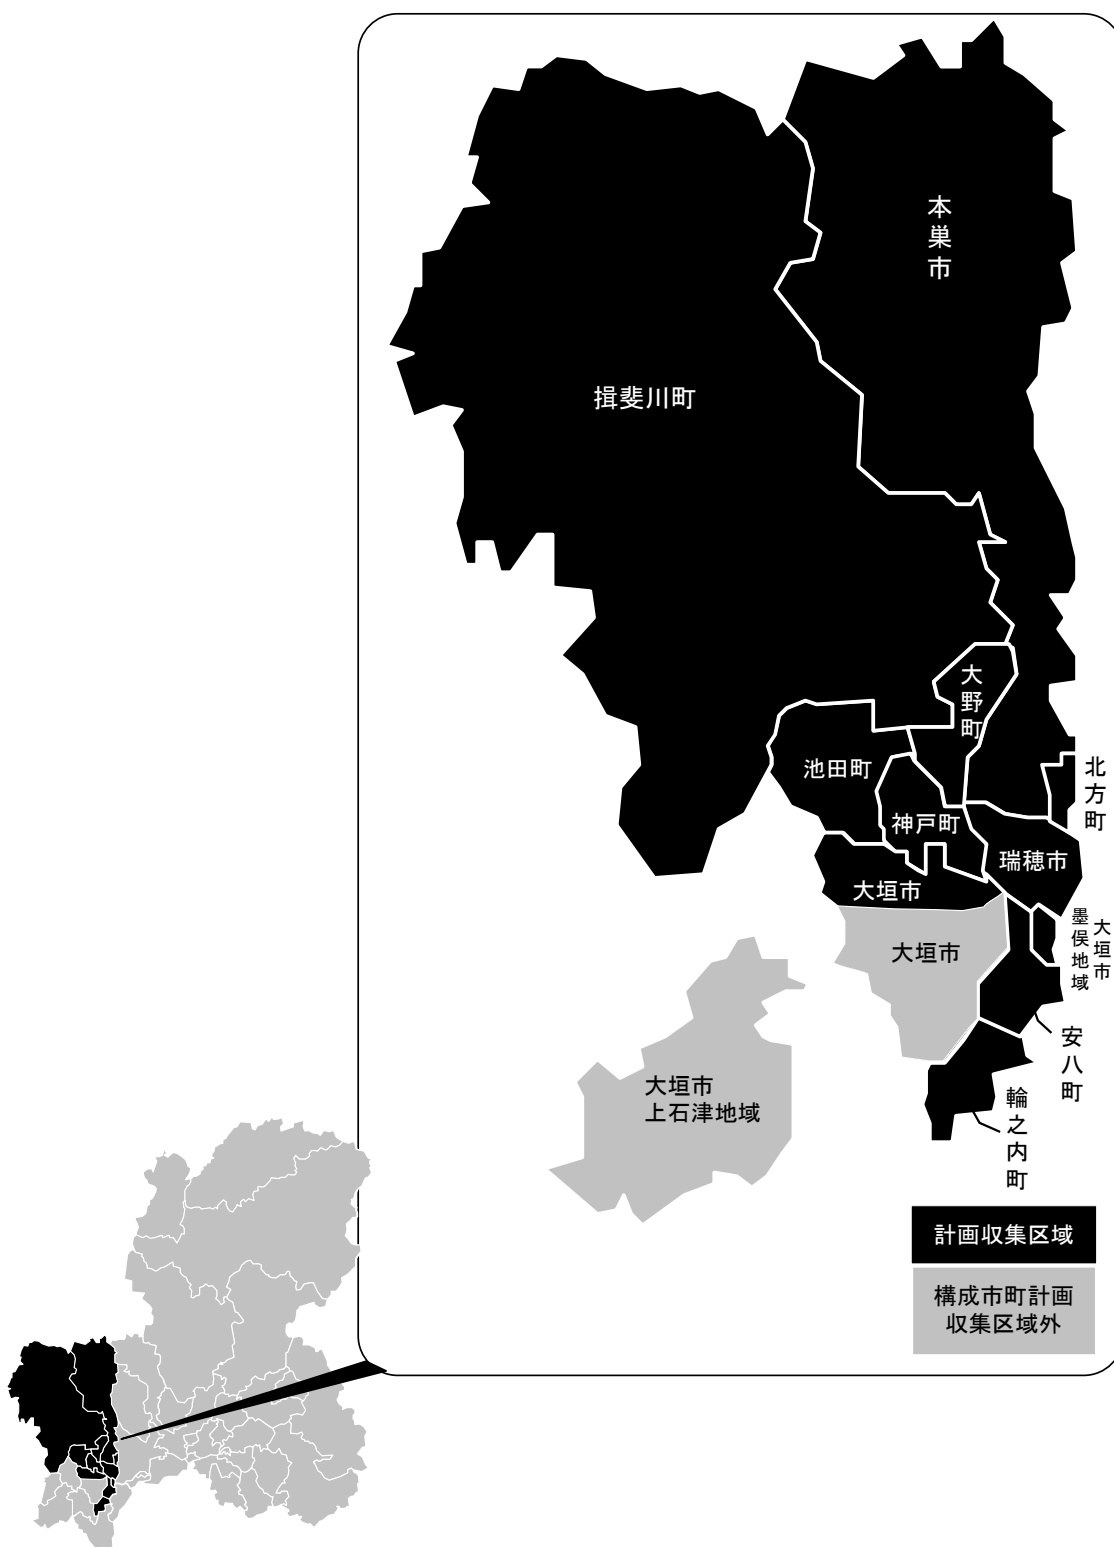 本巣市
揖斐川町
大野町
池田町
北方町
神戸町
瑞穂市
大垣市
大垣市
墨俣地域
大垣市
安八町
大垣市
上石津地域
輪之内町
計画収集区域
構成市町計画
収集区域外